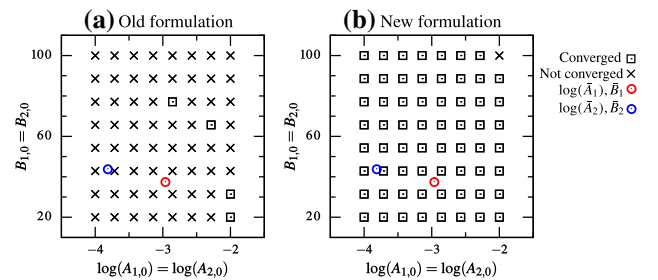 (a) Old formulation
(b) New formulation
B1,0 = B2,0
100
60
20
−4
−3
−2
log(A1,0) = log(A2,0)
B1,0 = B2,0
100
60
20
−4
−3
−2
log(A1,0) = log(A2,0)
Converged
Not converged
log(Ā1), B̄1
log(Ā2), B̄2